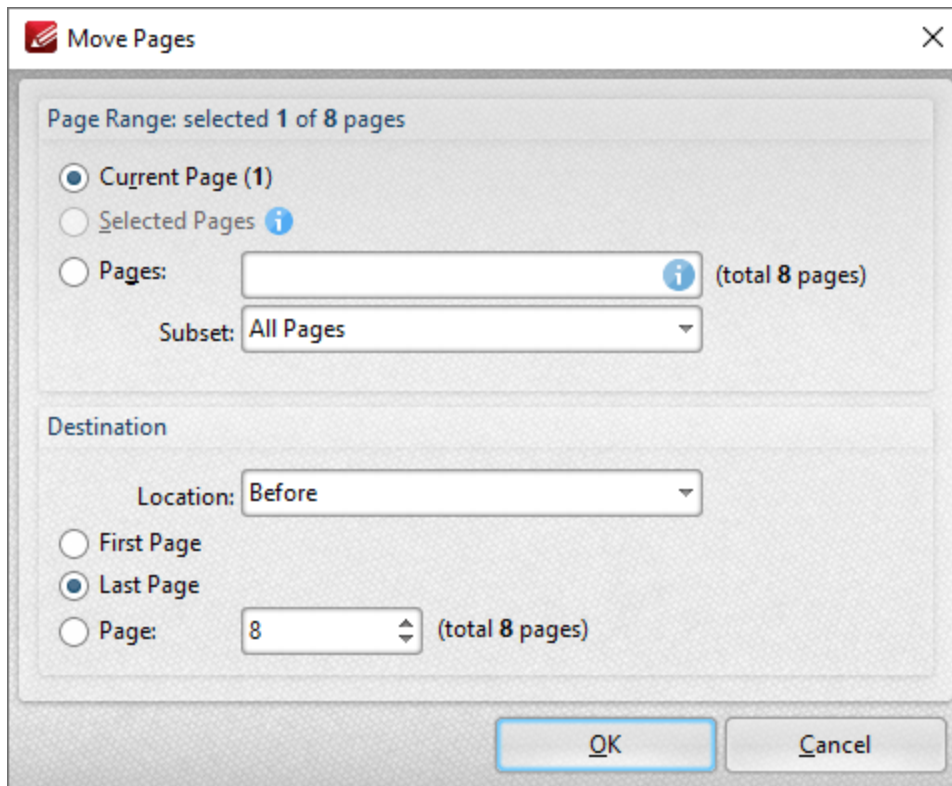 Move Pages
Page Range: selected 1 of 8 pages
Current Page (1)
Selected Pages
Pages: (total 8 pages)
Subset: All Pages
Destination
Location: Before
First Page
Last Page
Page: 8 (total 8 pages)
OK Cancel